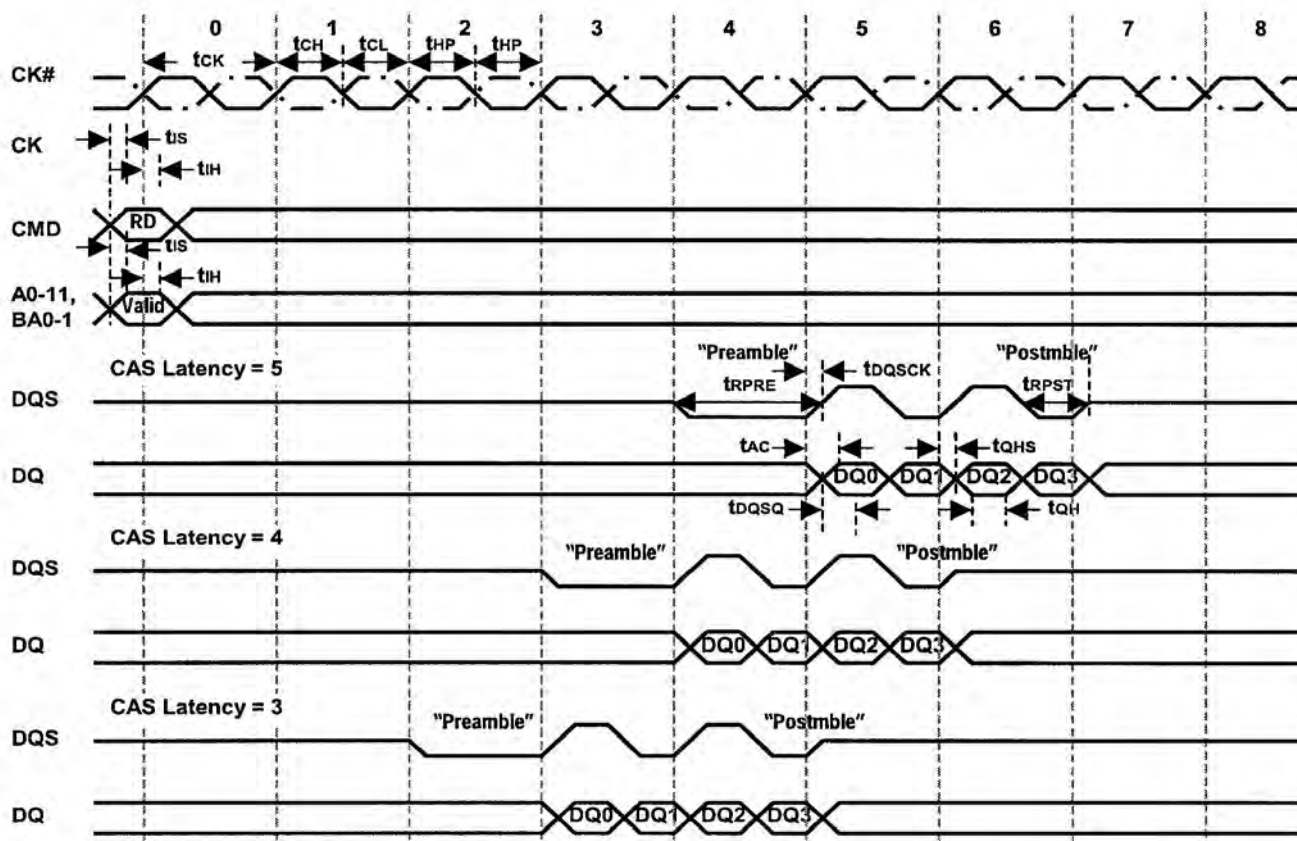 0 1 2 3 4 5 6 7 8
tCK tCH tCL tHP tHP
CK#
CK
tIS
tIH
CMD
RD
tIS
tIH
A0-11,
BA0-1
Valid
CAS Latency = 5
"Preamble"
"Postmble"
tDQSCK
tRPRE
tRPST
DQS
tAC
tQHS
DQ
DQ0 DQ1 DQ2 DQ3
tDQSQ
tQH
CAS Latency = 4
"Preamble"
"Postmble"
DQS
DQ
DQ0 DQ1 DQ2 DQ3
CAS Latency = 3
"Preamble"
"Postmble"
DQS
DQ
DQ0 DQ1 DQ2 DQ3